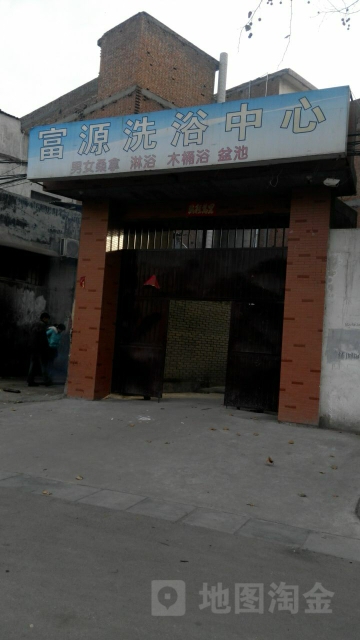 富源洗浴中心
男女桑拿 淋浴 木桶浴 盆池
地图淘金